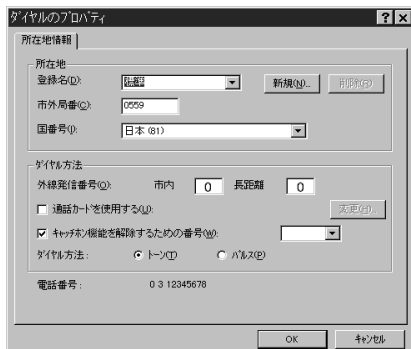 ダイヤルのプロパティ
所在地情報
所在地
登録名(D):
新規(N)...
削除(R)
市外局番(C):
0559
国番号(I):
日本 (81)
ダイヤル方法
外線発信番号(O): 市内 0 長距離 0
通話カードを使用する(U):
変更(H)...
キャッチホン機能を解除するための番号(W):
ダイヤル方法: トーン(T) パルス(P)
電話番号: 0 3 12345678
OK キャンセル